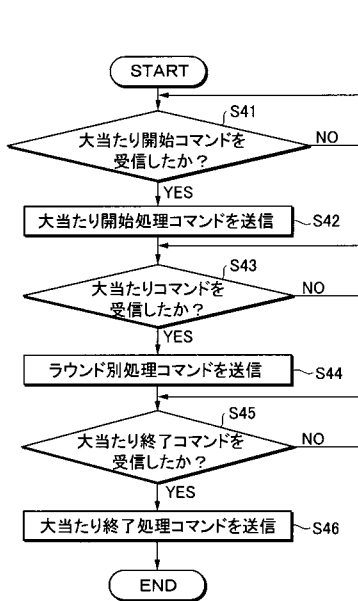 START
S41
大当たり開始コマンドを
受信したか？
NO
YES
大当たり開始処理コマンドを送信
S42
S43
大当たりコマンドを
受信したか？
NO
YES
ラウンド別処理コマンドを送信
S44
S45
大当たり終了コマンドを
受信したか？
NO
YES
大当たり終了処理コマンドを送信
S46
END